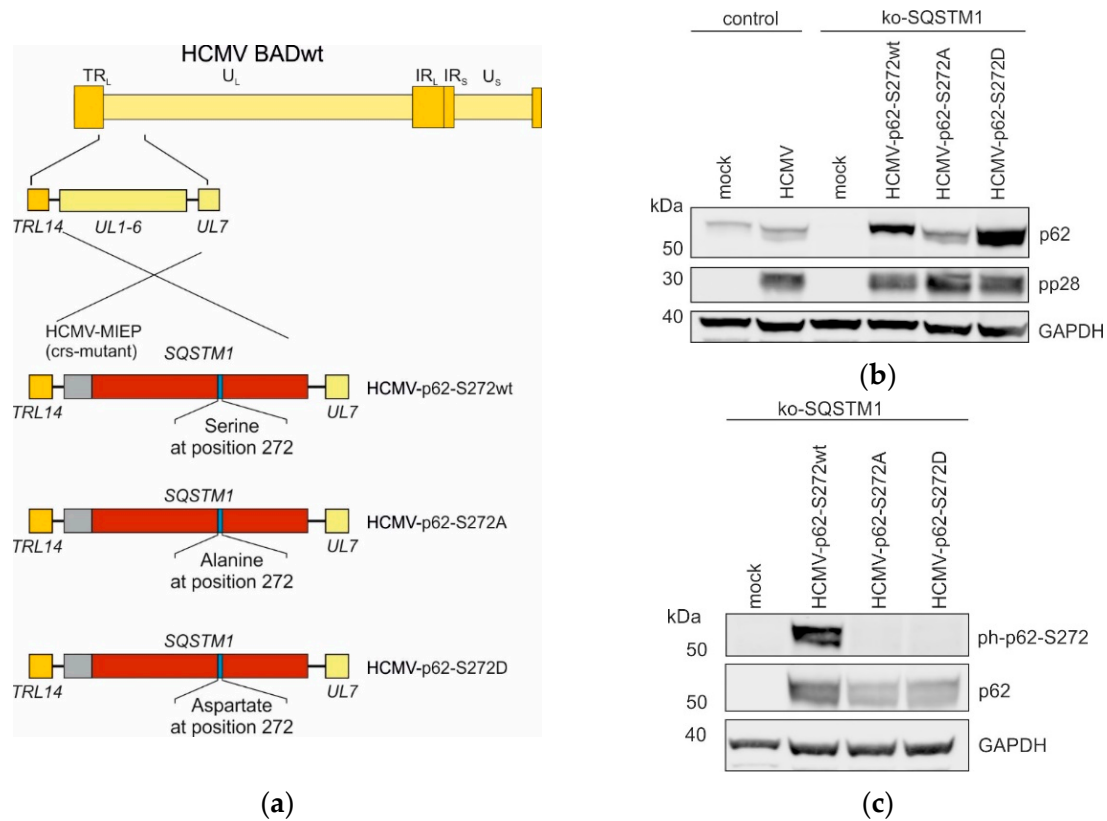 HCMV BADwt
TRL UL IRL IRS US
TRL14 UL1-6 UL7
HCMV-MIEP
(crs-mutant)
SQSTM1
HCMV-p62-S272wt
TRL14 UL7
Serine
at position 272
SQSTM1
HCMV-p62-S272A
TRL14 UL7
Alanine
at position 272
SQSTM1
HCMV-p62-S272D
TRL14 UL7
Aspartate
at position 272
(a)
control ko-SQSTM1
mock
HCMV
mock
HCMV-p62-S272wt
HCMV-p62-S272A
HCMV-p62-S272D
kDa
50 p62
30 pp28
40 GAPDH
(b)
ko-SQSTM1
mock
HCMV-p62-S272wt
HCMV-p62-S272A
HCMV-p62-S272D
kDa
50 ph-p62-S272
50 p62
40 GAPDH
(c)